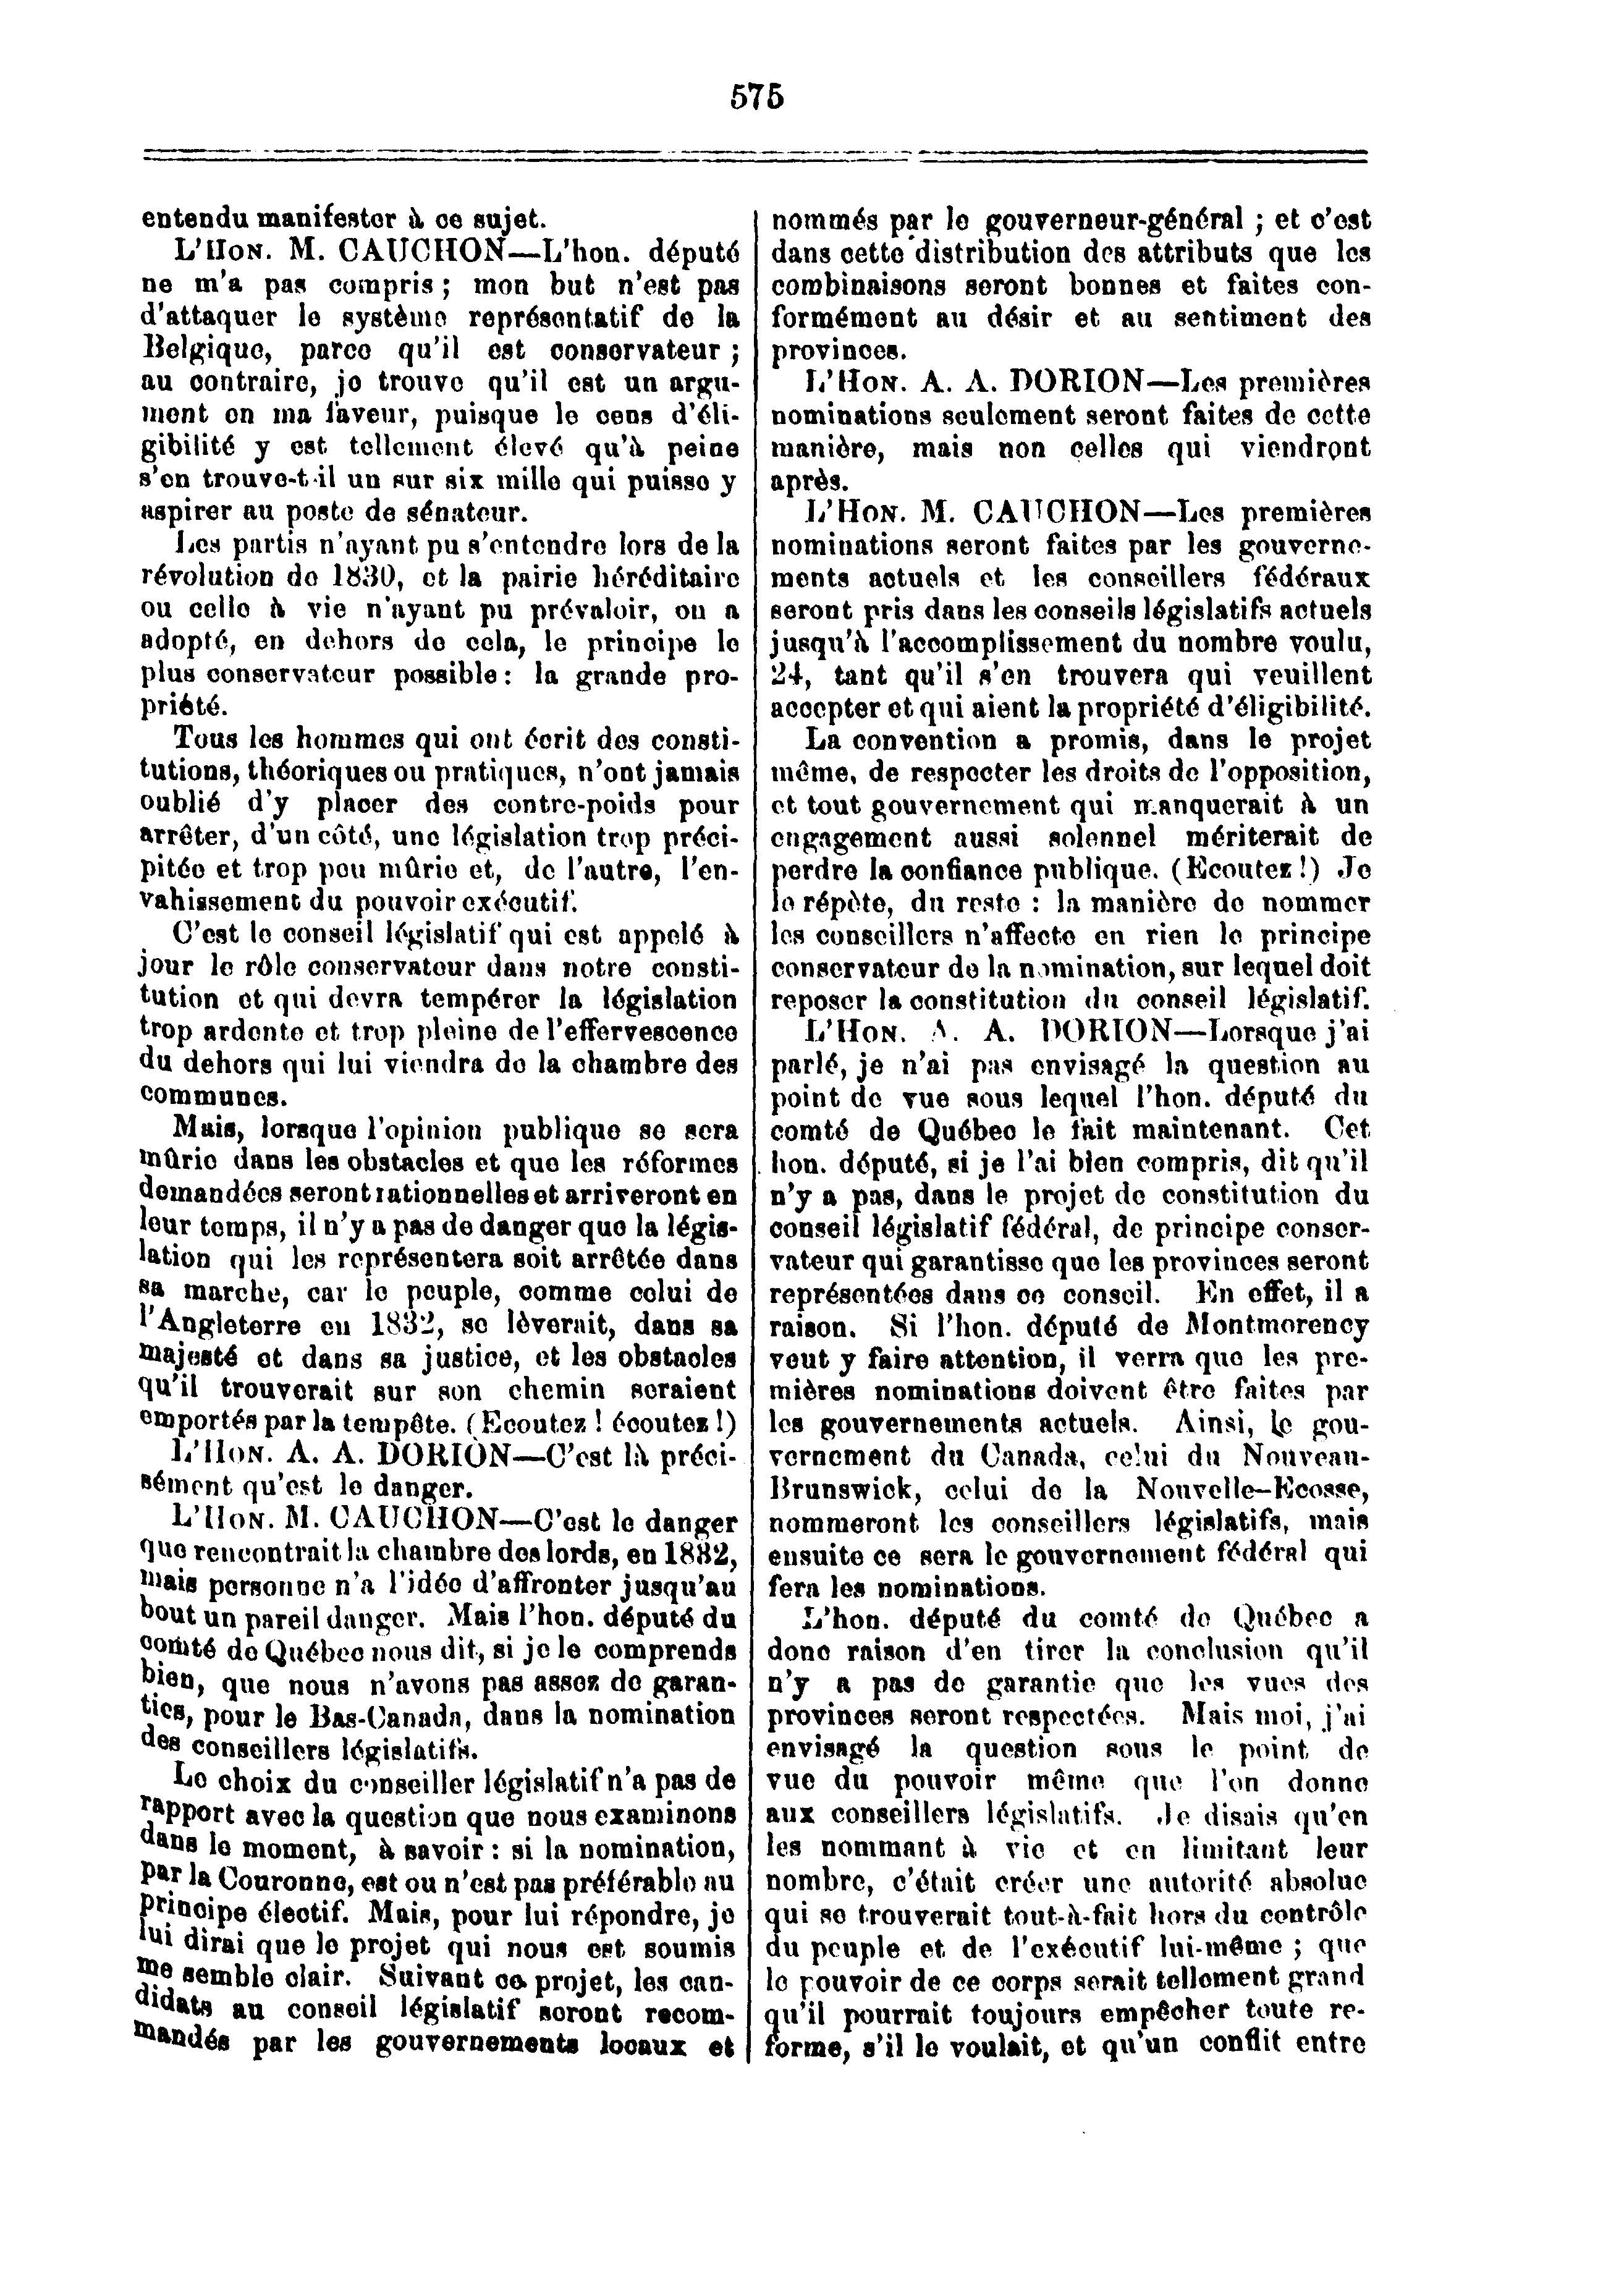 575
entendu manifester à ce sujet.
L'HON. M. CAUCHON—L'hon. député
ne m'a pas compris ; mon but n'est pas
d'attaquer le système représentatif de la
Belgique, parce qu'il est conservateur ;
au contraire, je trouve qu'il est un argu-
ment en ma faveur, puisque le cens d'éli-
gibilité y est tellement élevé qu'à peine
s'en trouve-t-il un sur six mille qui puisse y
aspirer au poste de sénateur.
Les partis n'ayant pu s'entendre lors de la
révolution de 1830, et la pairie héréditaire
ou celle à vie n'ayant pu prévaloir, on a
adopté, en dehors de cela, le principe le
plus conservateur possible : la grande pro-
priété.
Tous les hommes qui ont écrit des consti-
tutions, théoriques ou pratiques, n'ont jamais
oublié d'y placer des contre-poids pour
arrêter, d'un côté, une législation trop préci-
pitée et trop peu mûrie et, de l'autre, l'en-
vahissement du pouvoir exécutif.
C'est le conseil législatif qui est appelé à
jouer le rôle conservateur dans notre consti-
tution et qui devra tempérer la législation
trop ardente et trop pleine de l'effervescence
du dehors qui lui viendra de la chambre des
communes.
Mais, lorsque l'opinion publique se sera
mûrie dans les obstacles et que les réformes
demandées seront rationnelles et arriveront en
leur temps, il n'y a pas de danger que la légis-
lation qui les représentera soit arrêtée dans
sa marche, car le peuple, comme celui de
l'Angleterre en 1832, se lèverait, dans sa
majesté et dans sa justice, et les obstacles
qu'il trouverait sur son chemin seraient
emportés par la tempête. (Ecoutez ! écoutez !)
L'HON. A. A. DORION—C'est là préci-
sément qu'est le danger.
L'HON. M. CAUCHON—C'est le danger
que rencontrait la chambre des lords, en 1832,
mais personne n'a l'idée d'affronter jusqu'au
bout un pareil danger. Mais l'hon. député du
comté de Québec nous dit, si je le comprends
bien, que nous n'avons pas assez de garan-
ties, pour le Bas-Canada, dans la nomination
des conseillers législatifs.
Le choix du conseiller législatif n'a pas de
rapport avec la question que nous examinons
dans le moment, à savoir : si la nomination,
par la Couronne, est ou n'est pas préférable au
principe électif. Mais, pour lui répondre, je
lui dirai que le projet qui nous est soumis
me semble clair. Suivant ce projet, les can-
didats au conseil législatif seront recom-
mandés par les gouvernements locaux et
nommés par le gouverneur-général ; et c'est
dans cette distribution des attributs que les
combinaisons seront bonnes et faites con-
formément au désir et au sentiment des
provinces.
L'HON. A. A. DORION—Les premières
nominations seulement seront faites de cette
manière, mais non celles qui viendront
après.
L'HON. M. CAUCHON—Les premières
nominations seront faites par les gouverne-
ments actuels et les conseillers fédéraux
seront pris dans les conseils législatifs actuels
jusqu'à l'accomplissement du nombre voulu,
24, tant qu'il s'en trouvera qui veuillent
accepter et qui aient la propriété d'éligibilité.
La convention a promis, dans le projet
même, de respecter les droits de l'opposition,
et tout gouvernement qui manquerait à un
engagement aussi solennel mériterait de
perdre la confiance publique. (Ecoutez !) Je
le répète, du reste : la manière de nommer
les conseillers n'affecte en rien le principe
conservateur de la nomination, sur lequel doit
reposer la constitution du conseil législatif.
L'HON. A. A. DORION—Lorsque j'ai
parlé, je n'ai pas envisagé la question au
point de vue sous lequel l'hon. député du
comté de Québec le fait maintenant. Cet
hon. député, si je l'ai bien compris, dit qu'il
n'y a pas, dans le projet de constitution du
conseil législatif fédéral, de principe conser-
vateur qui garantisse que les provinces seront
représentées dans ce conseil. En effet, il a
raison. Si l'hon. député de Montmorency
veut y faire attention, il verra que les pre-
mières nominations doivent être faites par
les gouvernements actuels. Ainsi, le gou-
vernement du Canada, celui du Nouveau-
Brunswick, celui de la Nouvelle-Ecosse,
nommeront les conseillers législatifs, mais
ensuite ce sera le gouvernement fédéral qui
fera les nominations.
L'hon. député du comté de Québec a
donc raison d'en tirer la conclusion qu'il
n'y a pas de garantie que les vues des
provinces seront respectées. Mais moi, j'ai
envisagé la question sous le point de
vue du pouvoir même que l'on donne
aux conseillers législatifs. Je disais qu'en
les nommant à vie et en limitant leur
nombre, c'était créer une autorité absolue
qui se trouverait tout-à-fait hors du contrôle
du peuple et de l'exécutif lui-même ; que
le pouvoir de ce corps serait tellement grand
qu'il pourrait toujours empêcher toute re-
forme, s'il le voulait, et qu'un conflit entre